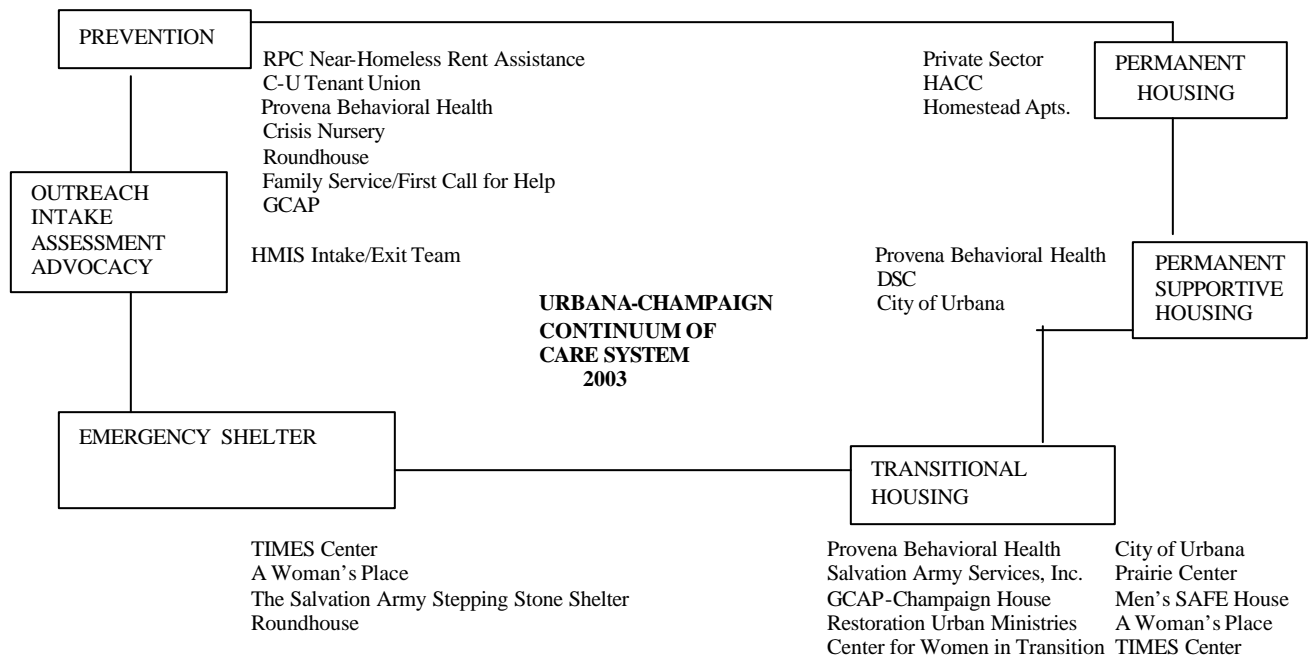 PREVENTION
RPC Near-Homeless Rent Assistance
C-U Tenant Union
Provena Behavioral Health
Crisis Nursery
Roundhouse
Family Service/First Call for Help
GCAP
Private Sector
HACC
Homestead Apts.
PERMANENT
HOUSING
OUTREACH
INTAKE
ASSESSMENT
ADVOCACY
HMIS Intake/Exit Team
Provena Behavioral Health
DSC
City of Urbana
PERMANENT
SUPPORTIVE
HOUSING
URBANA-CHAMPAIGN
CONTINUUM OF
CARE SYSTEM
2003
EMERGENCY SHELTER
TIMES Center
A Woman's Place
The Salvation Army Stepping Stone Shelter
Roundhouse
TRANSITIONAL
HOUSING
Provena Behavioral Health
Salvation Army Services, Inc.
GCAP-Champaign House
Restoration Urban Ministries
Center for Women in Transition
City of Urbana
Prairie Center
Men's SAFE House
A Woman's Place
TIMES Center